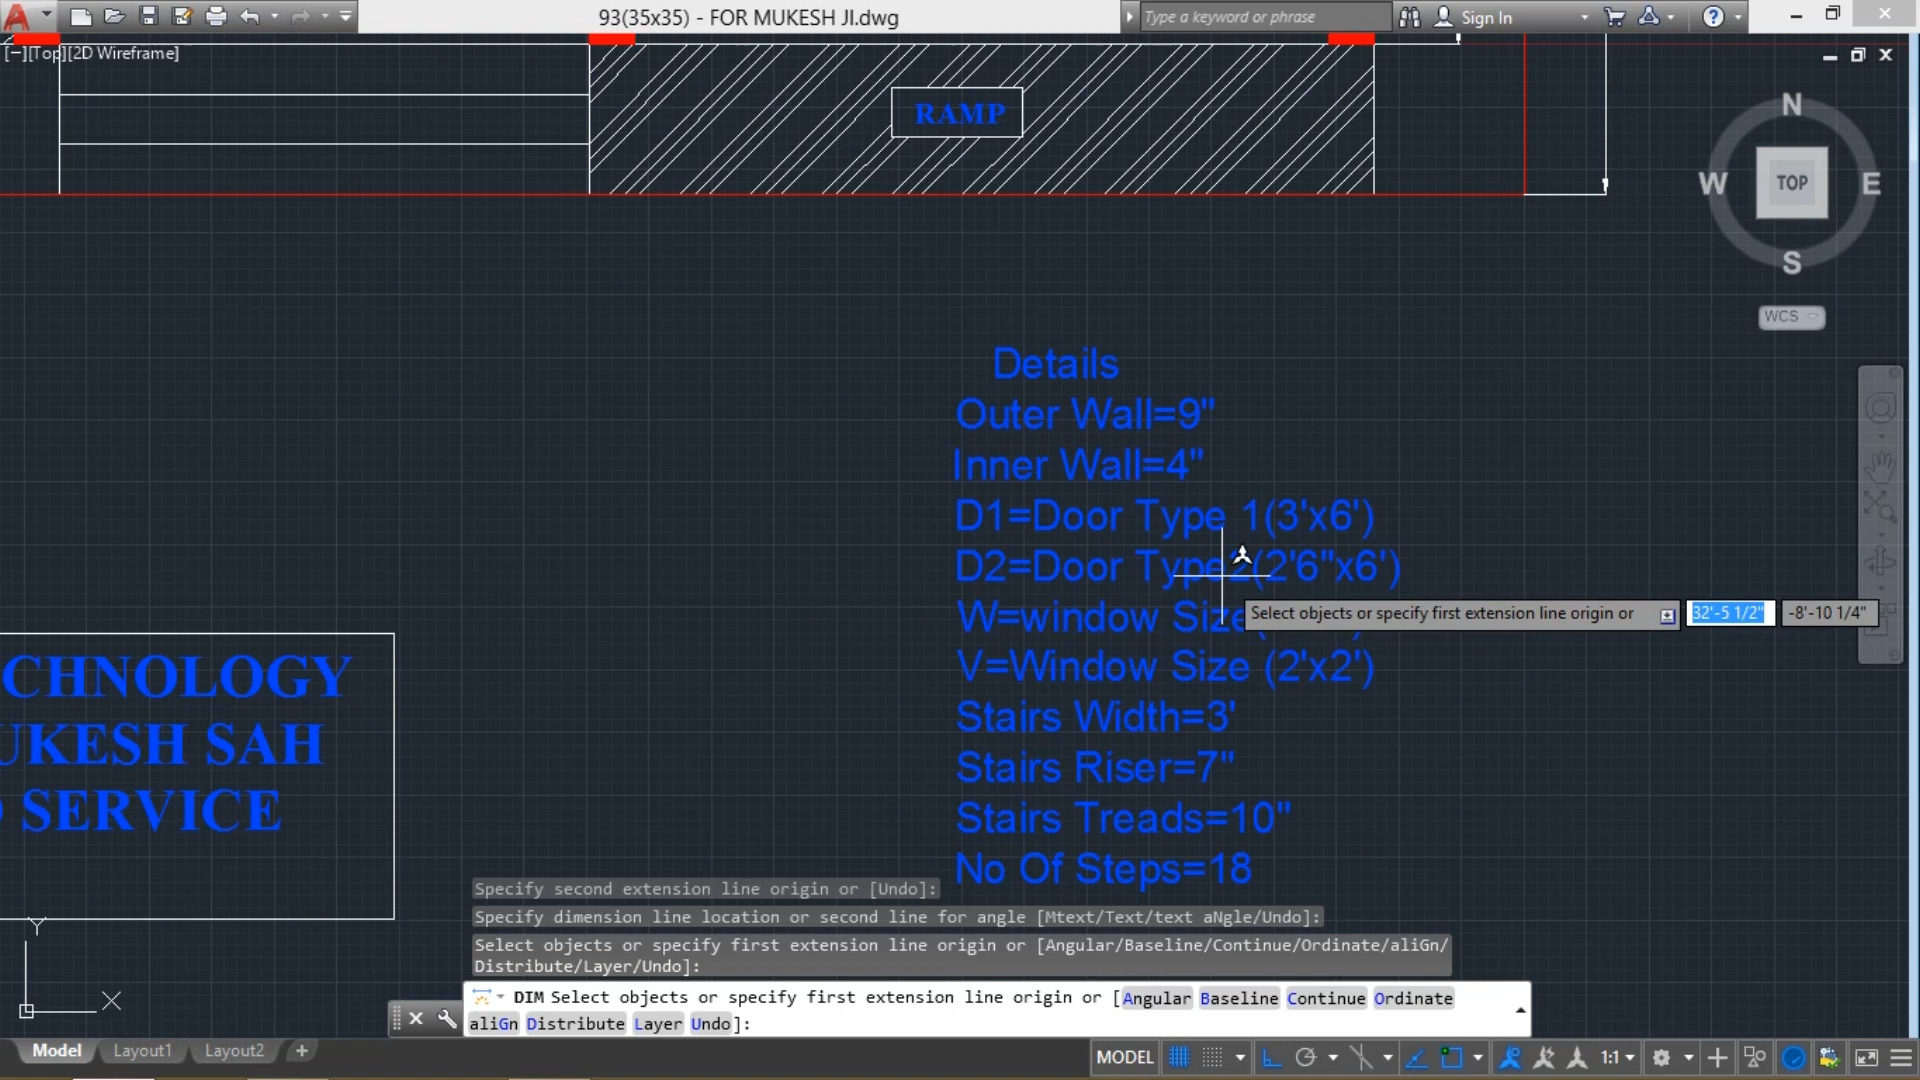 93(35x35) - FOR MUKESH JI.dwg
Type a keyword or phrase
Sign In
[−][Top][2D Wireframe]
RAMP
N
W TOP E
S
WCS
Details
Outer Wall=9"
Inner Wall=4"
D1=Door Type 1(3'x6')
D2=Door Type2(2'6"x6')
W=window Size(
Select objects or specify first extension line origin or 32'-5 1/2" -8'-10 1/4"
V=Window Size (2'x2')
Stairs Width=3'
Stairs Riser=7"
Stairs Treads=10"
No Of Steps=18
CHNOLOGY
UKESH SAH
SERVICE
Specify second extension line origin or [Undo]:
Specify dimension line location or second line for angle [Mtext/Text/text aNgle/Undo]:
Select objects or specify first extension line origin or [Angular/Baseline/Continue/Ordinate/aliGn/
Distribute/Layer/Undo]:
DIM Select objects or specify first extension line origin or [Angular Baseline Continue Ordinate
aliGn Distribute Layer Undo]:
Y
X
Model Layout1 Layout2 +
MODEL 1:1